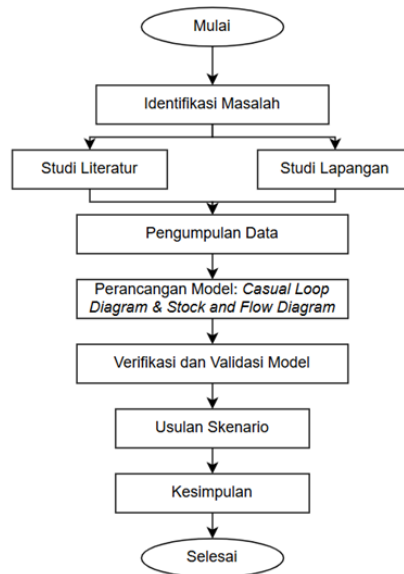 Mulai
Identifikasi Masalah
Studi Literatur
Studi Lapangan
Pengumpulan Data
Perancangan Model: Casual Loop
Diagram & Stock and Flow Diagram
Verifikasi dan Validasi Model
Usulan Skenario
Kesimpulan
Selesai